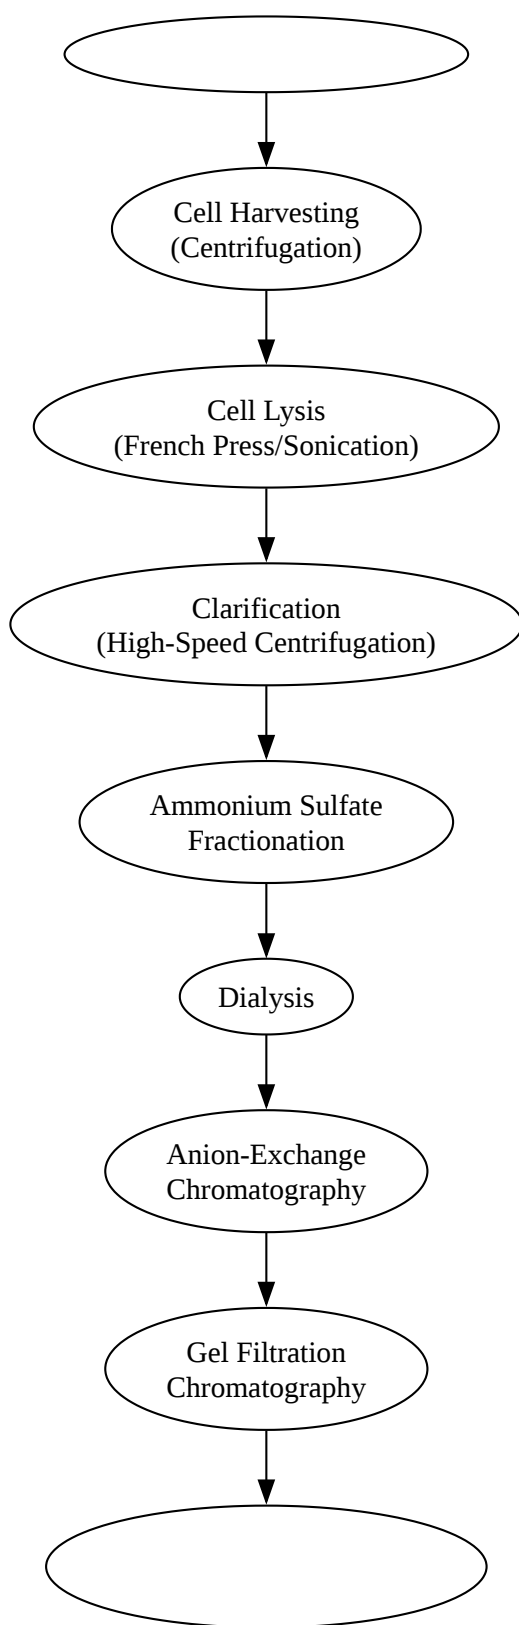 Cell Harvesting
(Centrifugation)
Cell Lysis
(French Press/Sonication)
Clarification
(High-Speed Centrifugation)
Ammonium Sulfate
Fractionation
Dialysis
Anion-Exchange
Chromatography
Gel Filtration
Chromatography